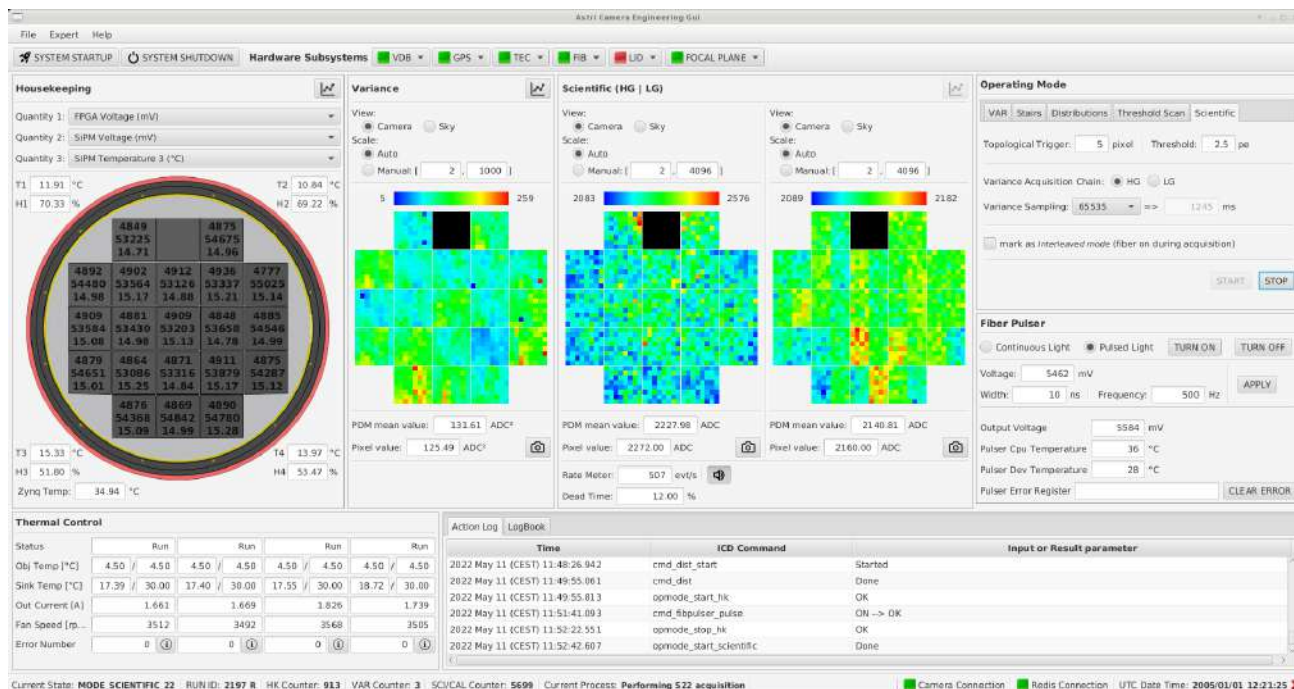 Astri Camera Engineering Gui
File Expert Help
SYSTEM STARTUP SYSTEM SHUTDOWN Hardware Subsystems VDB GPS TEC FIB LID FOCAL PLANE
Housekeeping
Quantity 1: FPGA Voltage (mV)
Quantity 2: SiPM Voltage (mV)
Quantity 3: SiPM Temperature 3 (°C)
T1 11.91 °C T2 10.84 °C
H1 70.33 % H2 69.22 %
4849 4875
53225 54675
14.71 14.96
4892 4902 4912 4936 4777
54480 53564 53126 53337 55025
14.98 15.17 14.88 15.21 15.14
4909 4881 4909 4848 4885
53584 53430 53203 53658 54546
15.08 14.98 15.13 14.78 14.99
4879 4864 4871 4911 4875
54651 53086 53316 53879 54287
15.01 15.25 14.84 15.17 15.12
4876 4869 4890
54368 54842 54780
15.09 14.99 15.28
T3 15.33 °C T4 13.97 °C
H3 51.80 % H4 53.47 %
Zynq Temp: 34.94 °C
Variance
View:
Camera Sky
Scale:
Auto
Manual: [ 2 , 1000 ]
5 259
PDM mean value: 131.61 ADC²
Pixel value: 125.49 ADC²
Scientific (HG | LG)
View:
Camera Sky
Scale:
Auto
Manual: [ 2 , 4096 ]
2083 2576
PDM mean value: 2227.98 ADC
Pixel value: 2272.00 ADC
Rate Meter: 507 evt/s
Dead Time: 12.00 %
View:
Camera Sky
Scale:
Auto
Manual: [ 2 , 4096 ]
2089 2182
PDM mean value: 2140.81 ADC
Pixel value: 2160.00 ADC
Operating Mode
VAR Stairs Distributions Threshold Scan Scientific
Topological Trigger: 5 pixel Threshold: 2.5 pe
Variance Acquisition Chain: HG LG
Variance Sampling: 65535 => 1245 ms
mark as Interleaved mode (fiber on during acquisition)
START STOP
Fiber Pulser
Continuous Light Pulsed Light TURN ON TURN OFF
Voltage: 5462 mV
Width: 10 ns Frequency: 500 Hz APPLY
Output Voltage 5584 mV
Pulser Cpu Temperature 36 °C
Pulser Dev Temperature 28 °C
Pulser Error Register CLEAR ERROR
Thermal Control
Status Run Run Run Run
Obj Temp [°C] 4.50 / 4.50 4.50 / 4.50 4.50 / 4.50 4.50 / 4.50
Sink Temp [°C] 17.39 / 30.00 17.40 / 30.00 17.55 / 30.00 18.72 / 30.00
Out Current [A] 1.661 1.669 1.826 1.739
Fan Speed [rp... 3512 3492 3568 3505
Error Number 0 0 0 0
Action Log LogBook
Time ICD Command Input or Result parameter
2022 May 11 (CEST) 11:48:26.942 cmd_dist_start Started
2022 May 11 (CEST) 11:49:55.061 cmd_dist Done
2022 May 11 (CEST) 11:49:55.813 opmode_start_hk OK
2022 May 11 (CEST) 11:51:41.093 cmd_fibpulser_pulse ON --> OK
2022 May 11 (CEST) 11:52:22.551 opmode_stop_hk OK
2022 May 11 (CEST) 11:52:42.607 opmode_start_scientific Done
Current State: MODE SCIENTIFIC 22 RUN ID: 2197 R HK Counter: 913 VAR Counter: 3 SCI/CAL Counter: 5699 Current Process: Performing S22 acquisition Camera Connection Redis Connection UTC Date Time: 2005/01/01 12:21:25